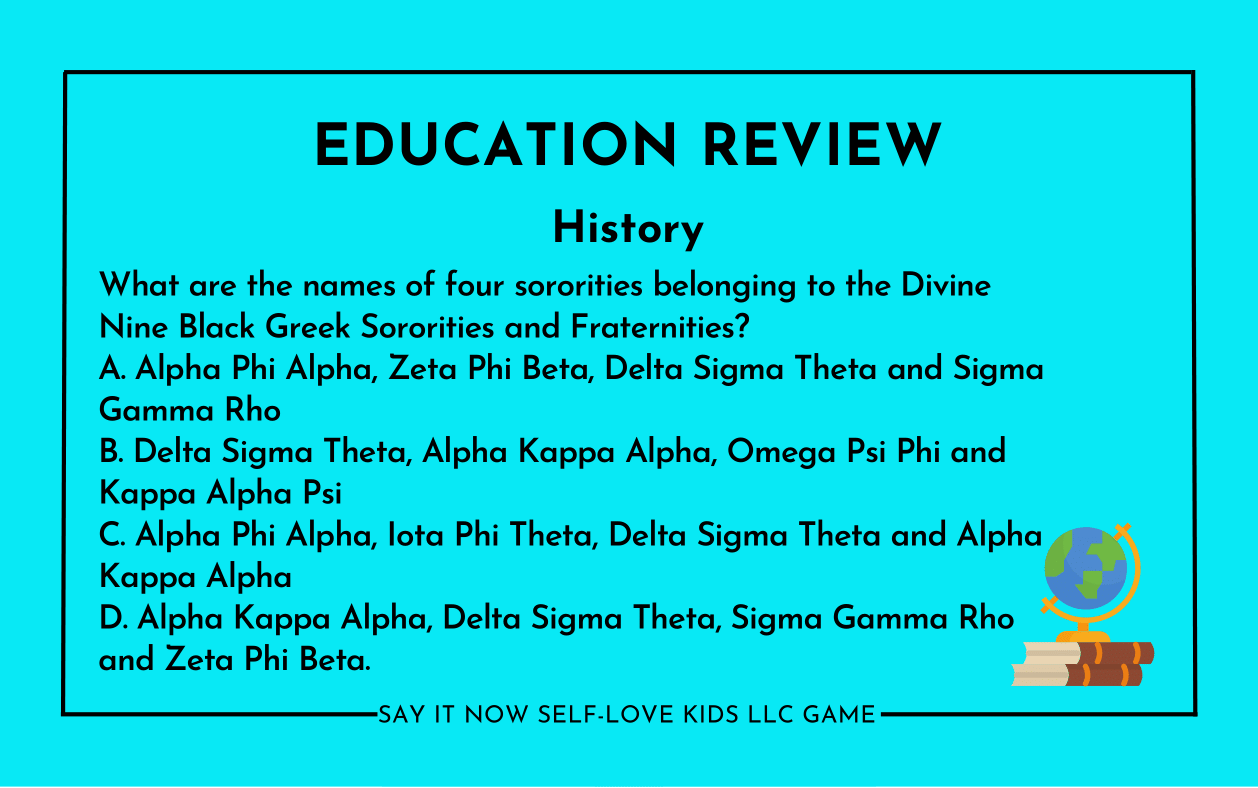 EDUCATION REVIEW
History
What are the names of four sororities belonging to the Divine
Nine Black Greek Sororities and Fraternities?
A. Alpha Phi Alpha, Zeta Phi Beta, Delta Sigma Theta and Sigma
Gamma Rho
B. Delta Sigma Theta, Alpha Kappa Alpha, Omega Psi Phi and
Kappa Alpha Psi
C. Alpha Phi Alpha, Iota Phi Theta, Delta Sigma Theta and Alpha
Kappa Alpha
D. Alpha Kappa Alpha, Delta Sigma Theta, Sigma Gamma Rho
and Zeta Phi Beta.
SAY IT NOW SELF-LOVE KIDS LLC GAME